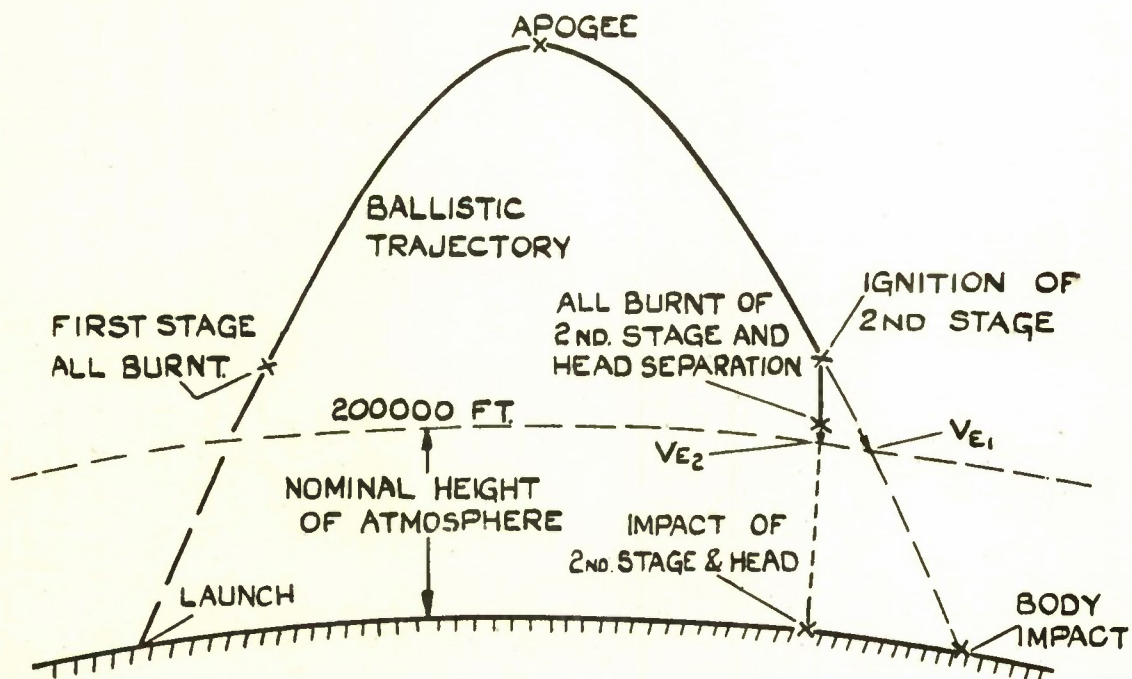 APOGEE
BALLISTIC
TRAJECTORY
FIRST STAGE
ALL BURNT.
ALL BURNT OF
2ND. STAGE AND
HEAD SEPARATION
IGNITION OF
2ND STAGE
200000 FT.
VE2
VE1
NOMINAL HEIGHT
OF ATMOSPHERE
IMPACT OF
2ND. STAGE & HEAD
LAUNCH
BODY
IMPACT